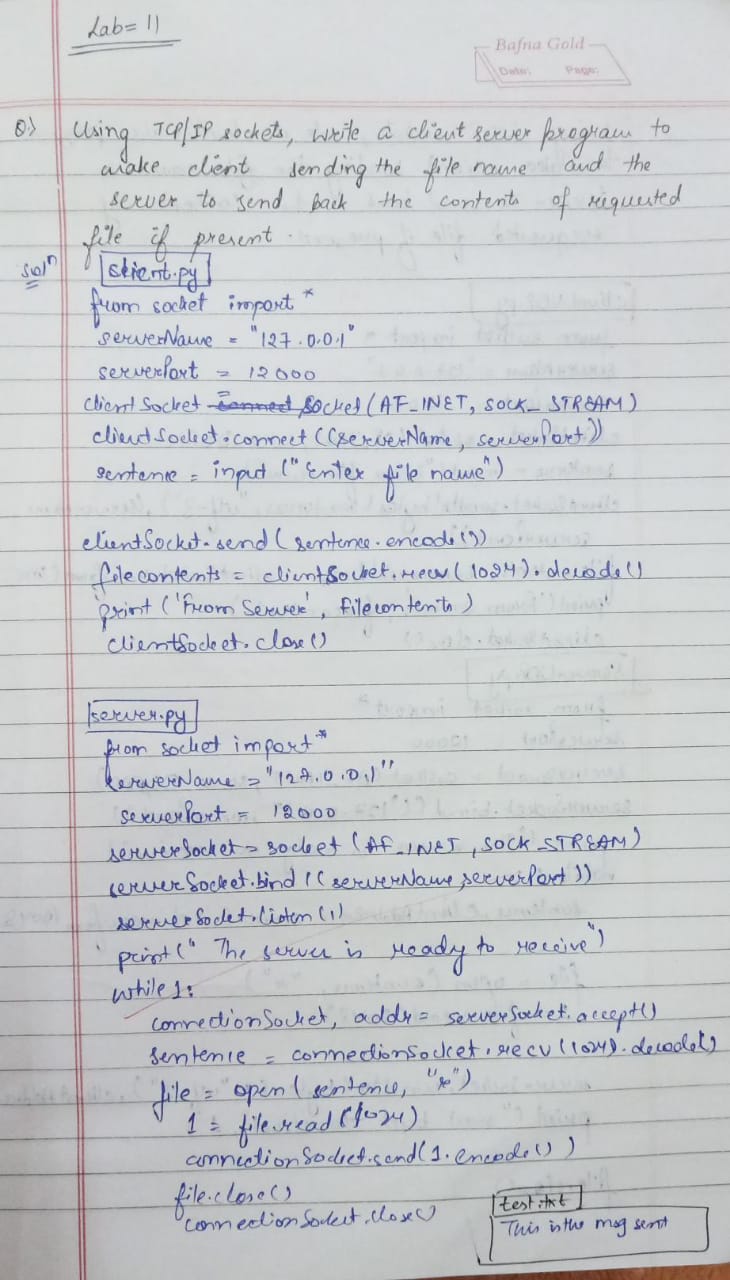 Lab = 11
Bafna Gold
Date: Page:
Q) Using TCP/IP sockets, write a client server program to
make client sending the file name and the
server to send back the contents of requested
file if present.
Solⁿ
client.py
from socket import *
serverName = "127.0.0.1"
serverPort = 12000
clientSocket = socket (AF_INET, SOCK_STREAM)
clientSocket.connect ((serverName, serverPort))
sentence = input ("Enter file name")
clientSocket.send (sentence.encode())
filecontents = clientSocket.recv (1024).decode()
print ('From Server', filecontents)
clientSocket.close()
server.py
from socket import *
serverName = "127.0.0.1"
serverPort = 12000
serverSocket = socket (AF_INET, SOCK_STREAM)
serverSocket.bind ((serverName, serverPort))
serverSocket.listen (1)
print (" The server is ready to receive")
while 1:
connectionSocket, addr = serverSocket.accept()
sentence = connectionSocket.recv (1024).decode()
file = open (sentence, "r")
l = file.read (1024)
connectionSocket.send (l.encode())
file.close()
connectionSocket.close()
test.txt
This is the msg sent